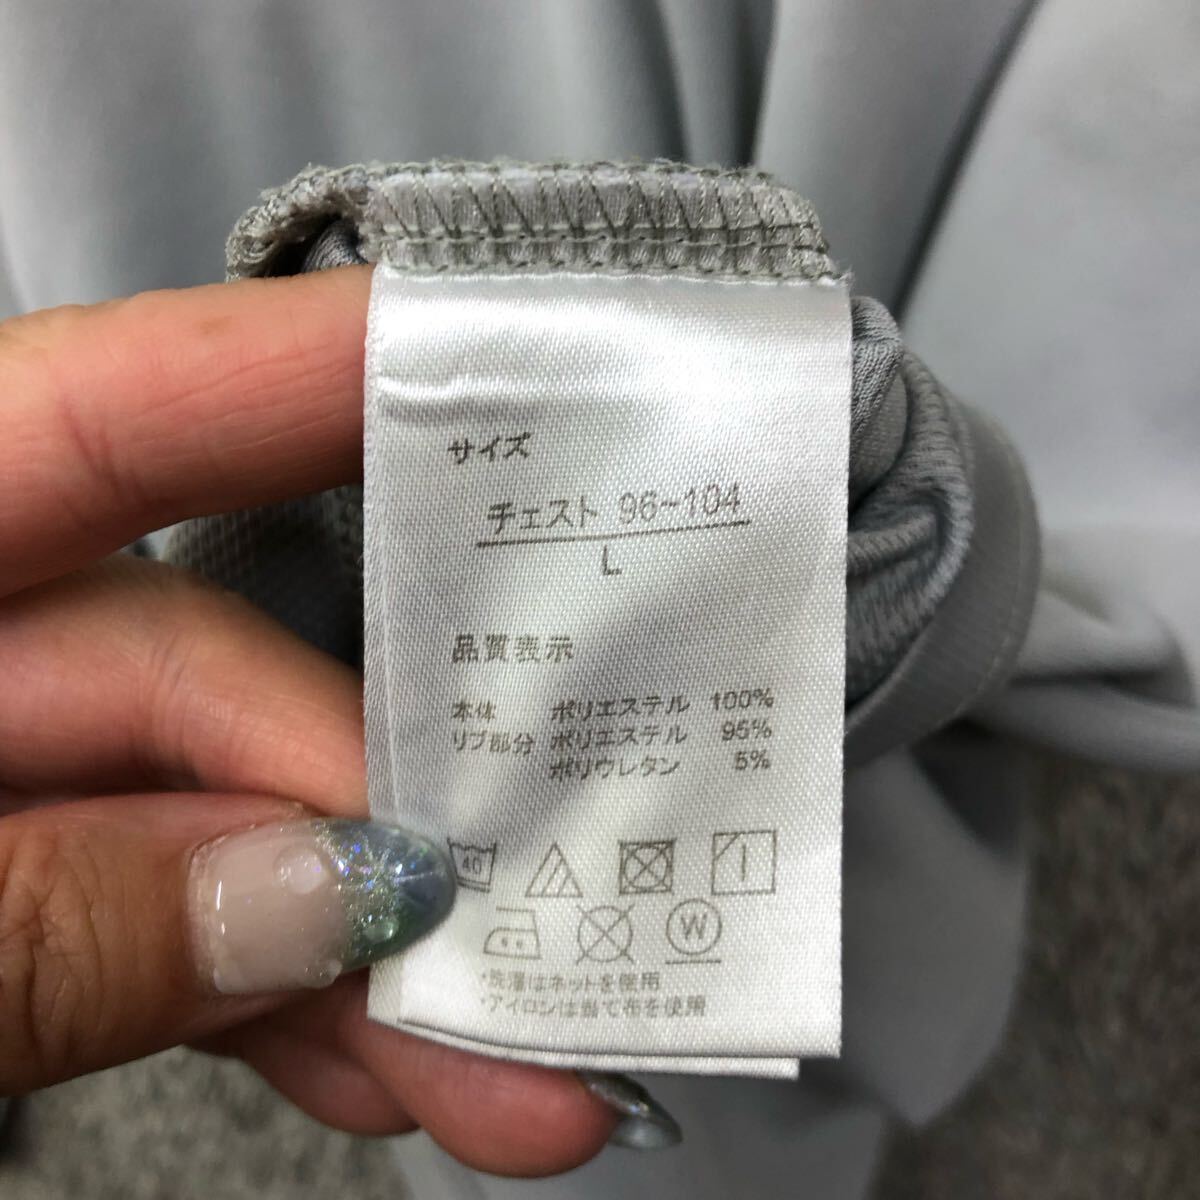 サイズ
チェスト 96~104
L
品質表示
本体 ポリエステル 100%
リブ部分 ポリエステル 95%
ポリウレタン 5%
40
W
・洗濯はネットを使用
・アイロンは当て布を使用